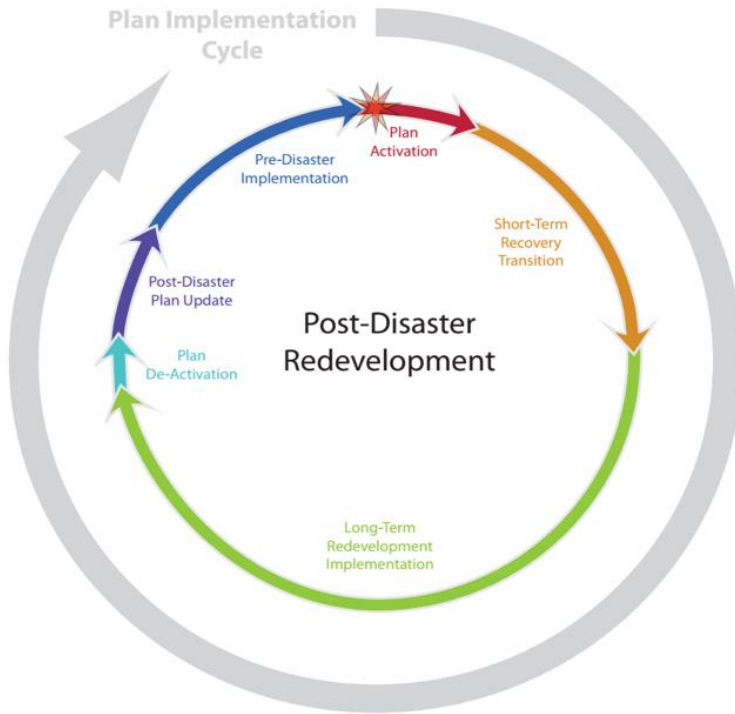 Plan Implementation
Cycle
Plan
Activation
Pre-Disaster
Implementation
Short-Term
Recovery
Transition
Post-Disaster
Plan Update
Post-Disaster
Redevelopment
Plan
De-Activation
Long-Term
Redevelopment
Implementation